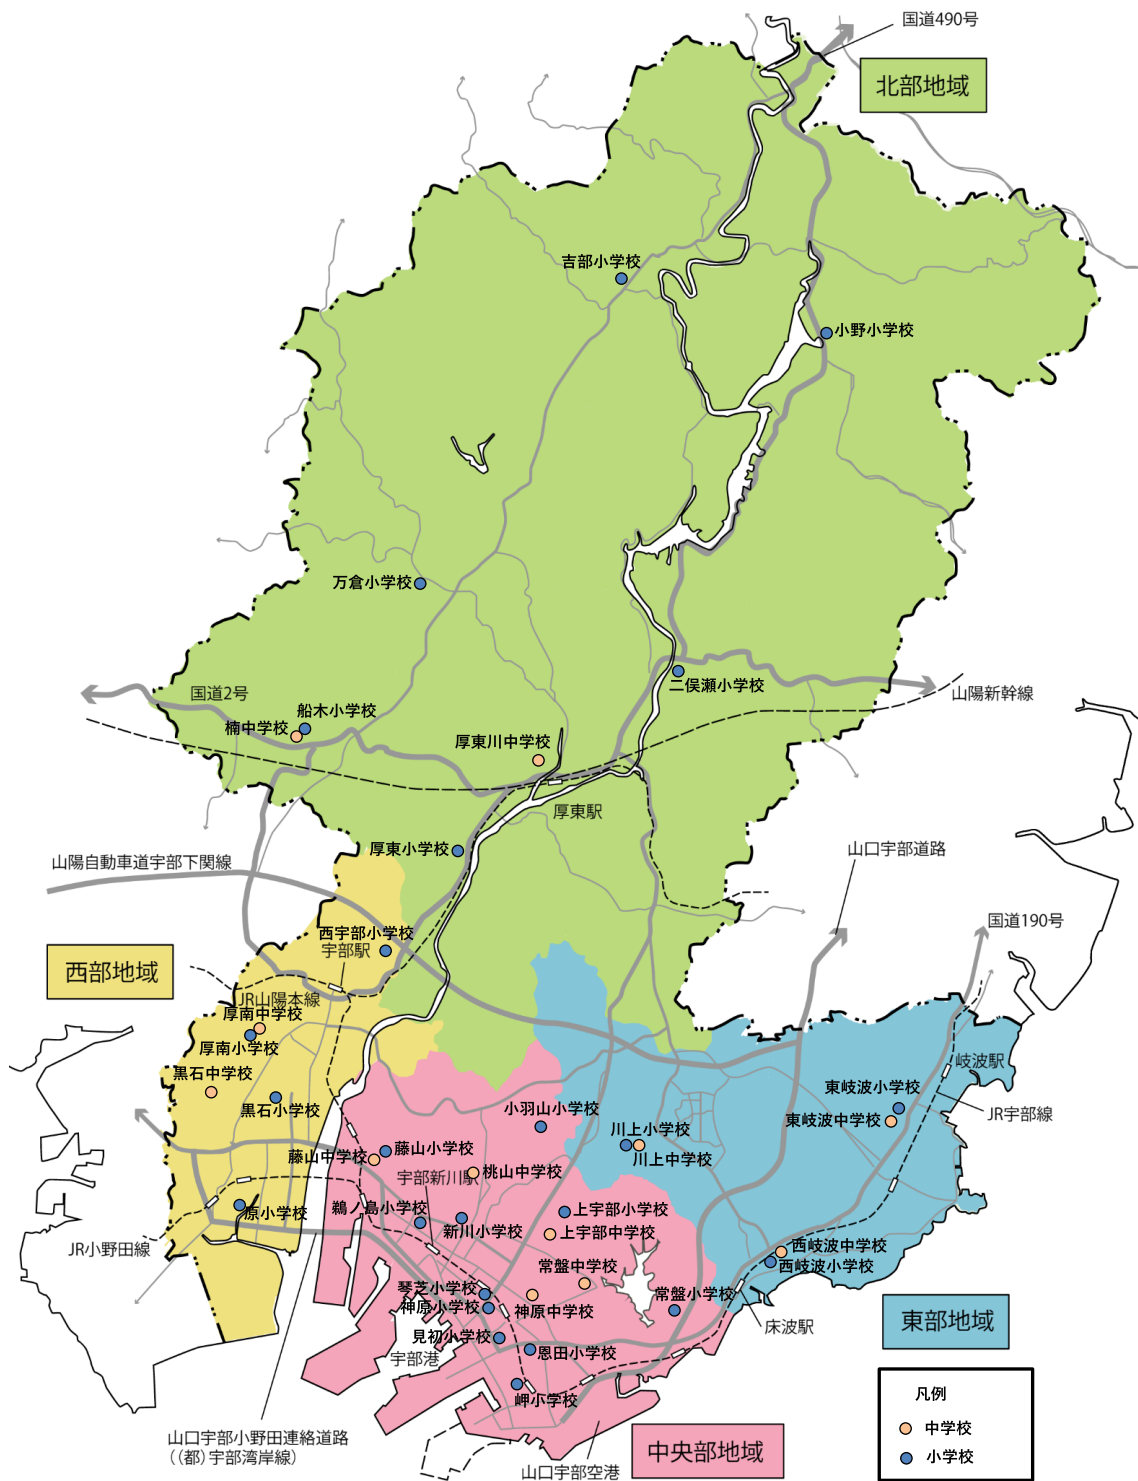 国道490号
北部地域
吉部小学校
小野小学校
万倉小学校
二俣瀬小学校
国道2号
山陽新幹線
船木小学校
楠中学校
厚東川中学校
厚東駅
厚東小学校
山口宇部道路
山陽自動車道宇部下関線
国道190号
西宇部小学校
宇部駅
西部地域
JR山陽本線
厚南中学校
厚南小学校
岐波駅
黒石中学校
東岐波小学校
黒石小学校
小羽山小学校
JR宇部線
東岐波中学校
川上小学校
藤山小学校
藤山中学校
川上中学校
桃山中学校
宇部新川駅
鵜ノ島小学校
上宇部小学校
原小学校
新川小学校
上宇部中学校
JR小野田線
西岐波中学校
西岐波小学校
常盤中学校
琴芝小学校
常盤小学校
神原小学校
神原中学校
東部地域
床波駅
見初小学校
恩田小学校
宇部港
凡例
岬小学校
中学校
山口宇部小野田連絡道路
((都)宇部湾岸線)
中央部地域
小学校
山口宇部空港